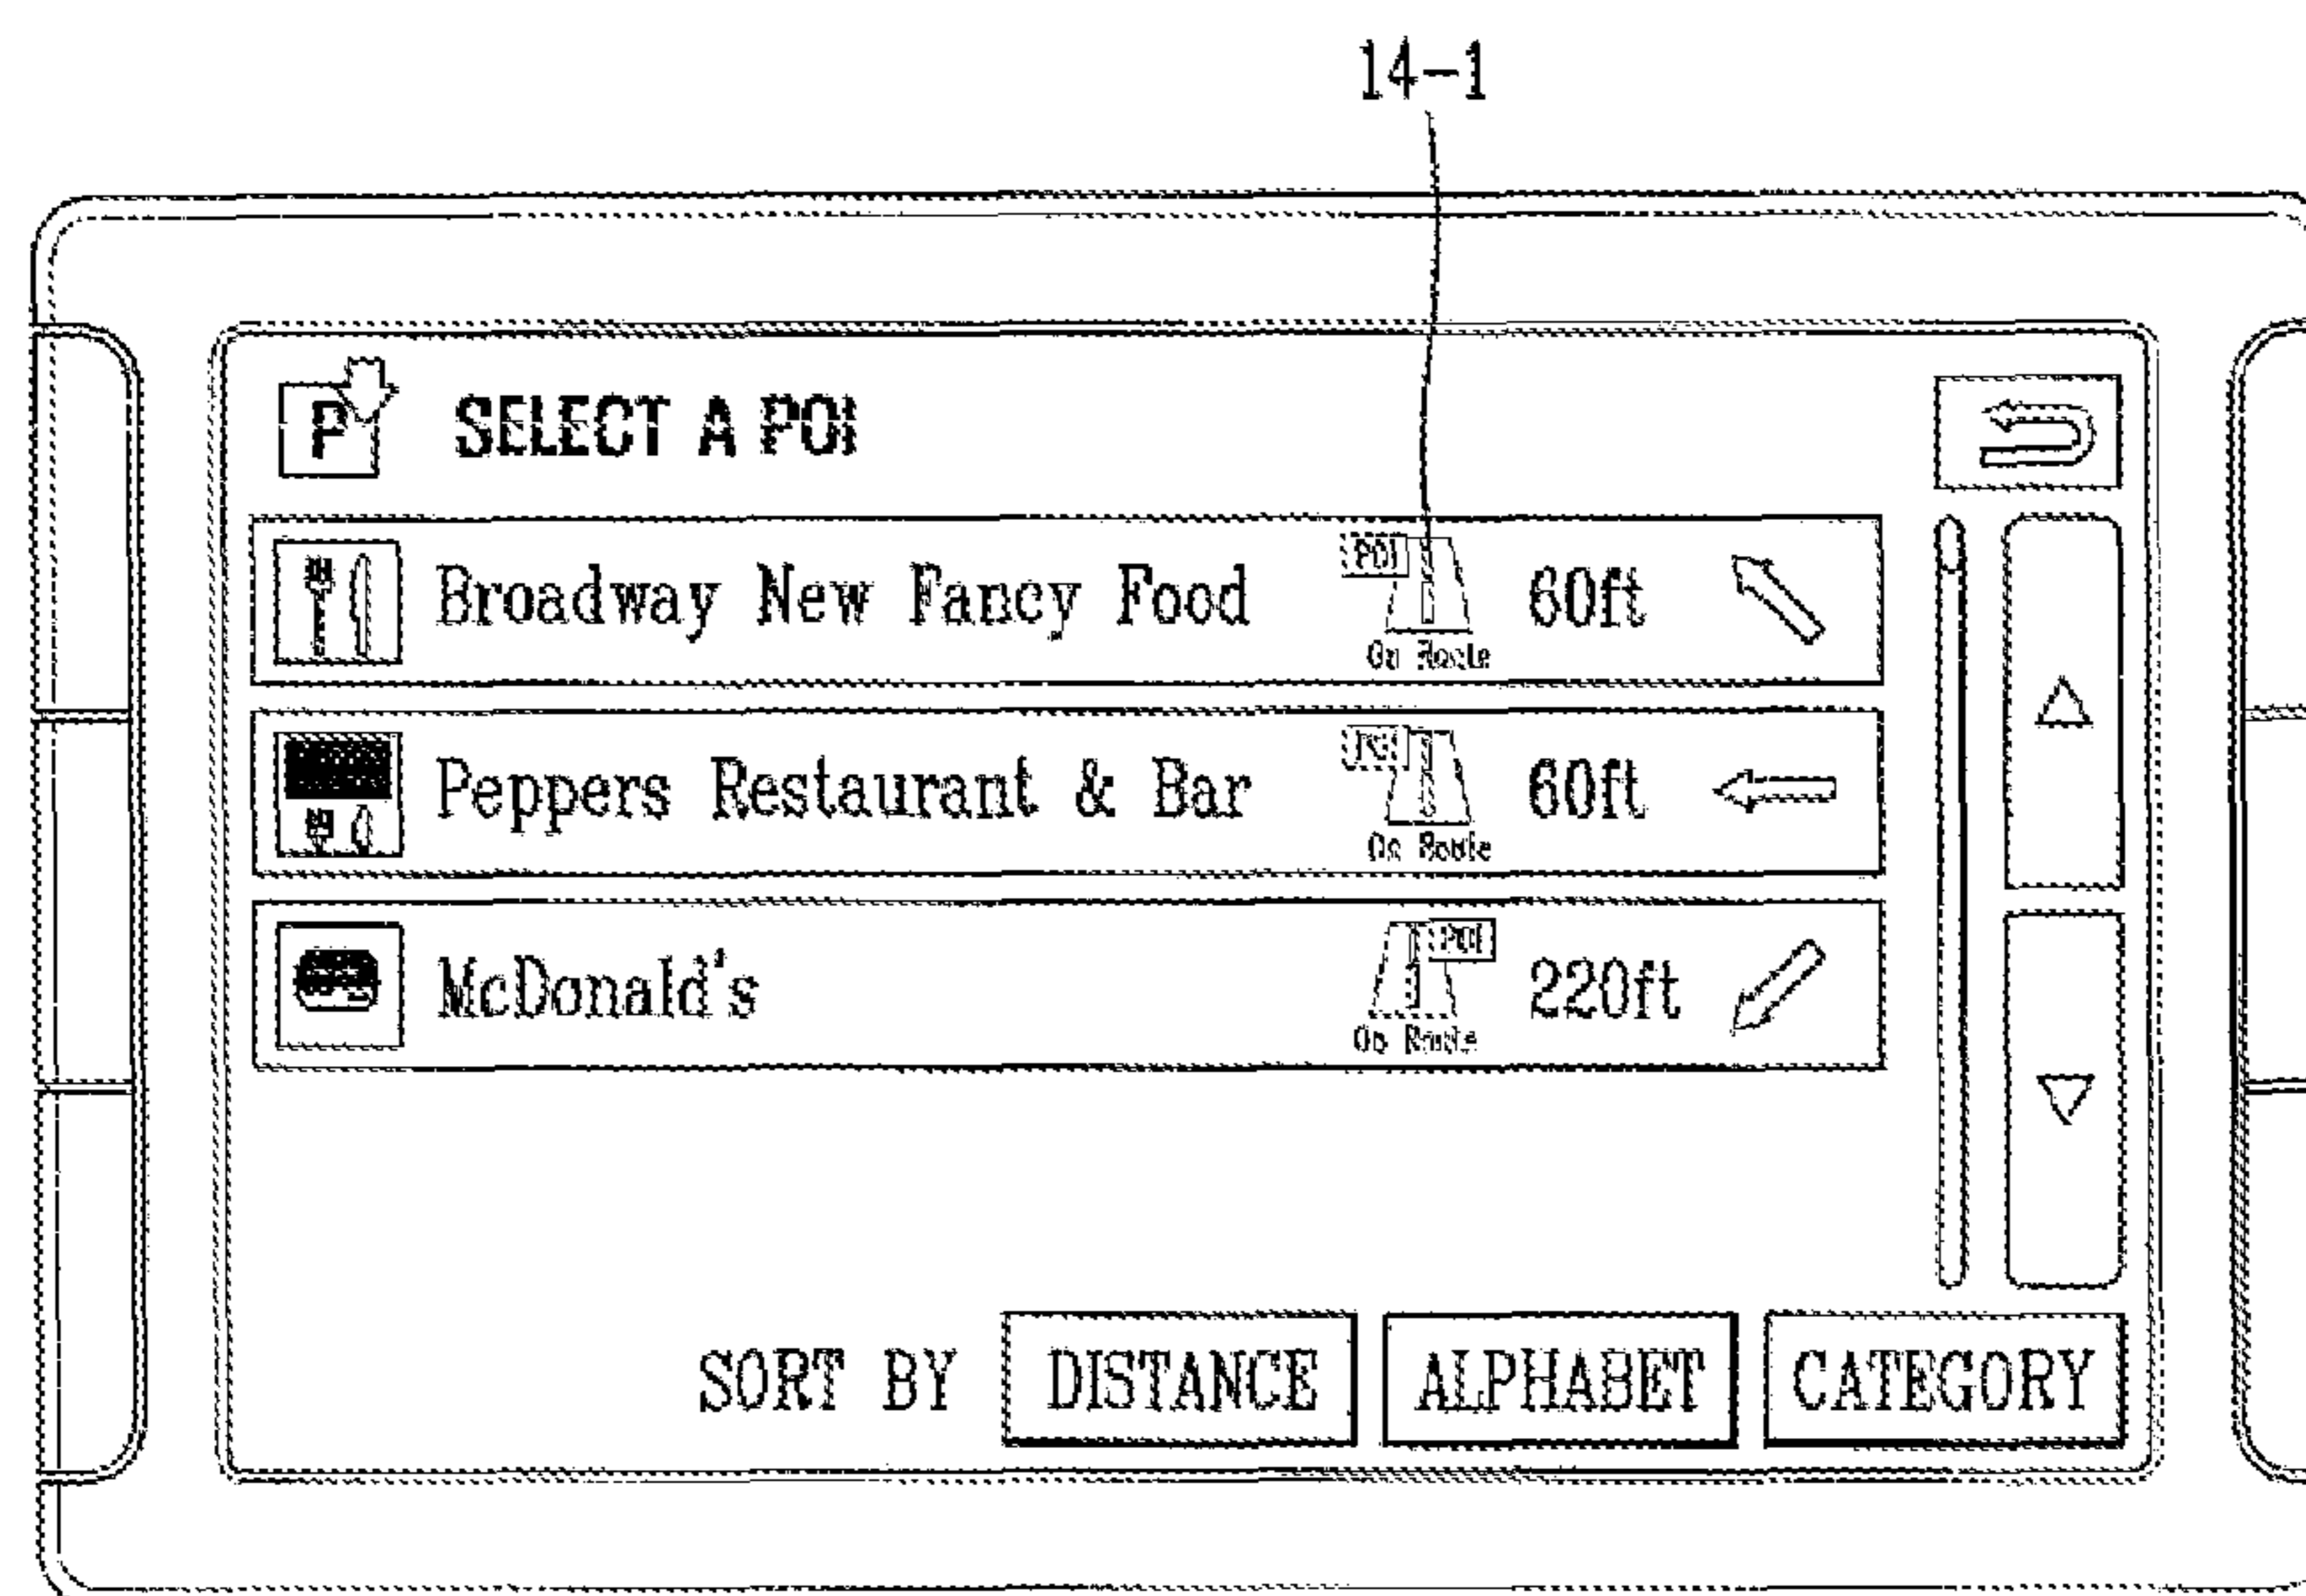 14-1
P SELECT A POI
Broadway New Fancy Food POI 60ft
On Route
Peppers Restaurant & Bar POI 60ft
On Route
McDonald's POI 220ft
On Route
SORT BY DISTANCE ALPHABET CATEGORY